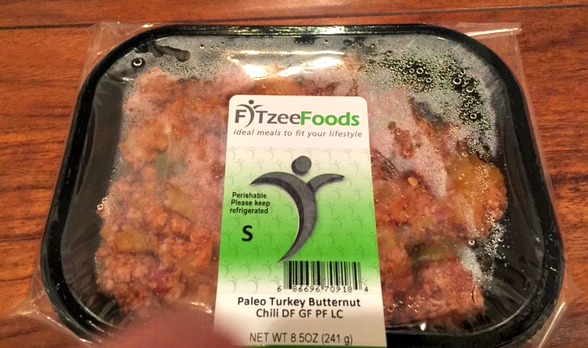 FiTzeeFoods
ideal meals to fit your lifestyle
Perishable.
Please keep
refrigerated
S
6 86696 70918 4
Paleo Turkey Butternut
Chili DF GF PF LC
NET WT 8.5OZ (241 g)